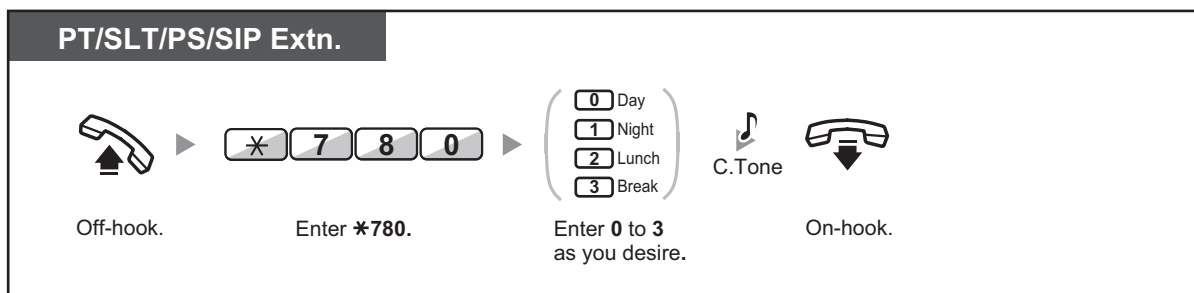 PT/SLT/PS/SIP Extn.
0 Day
1 Night
2 Lunch
3 Break
* 7 8 0
C.Tone
Off-hook.
Enter *780.
Enter 0 to 3
as you desire.
On-hook.